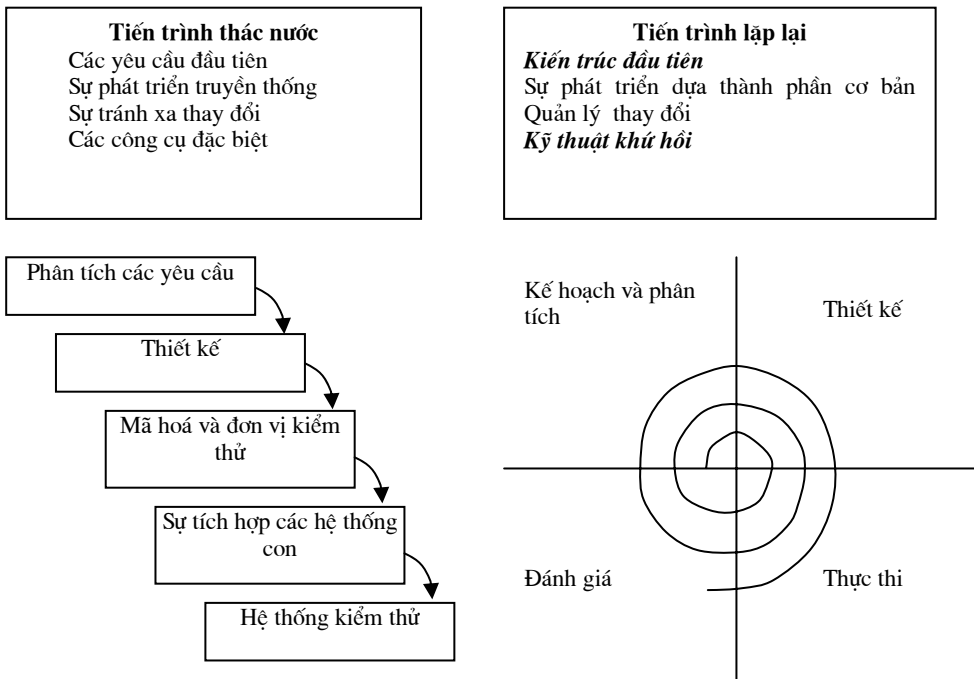 Tiến trình thác nước
Các yêu cầu đầu tiên
Sự phát triển truyền thống
Sự tránh xa thay đổi
Các công cụ đặc biệt
Tiến trình lặp lại
Kiến trúc đầu tiên
Sự phát triển dựa thành phần cơ bản
Quản lý thay đổi
Kỹ thuật khứ hồi
Phân tích các yêu cầu
Thiết kế
Mã hoá và đơn vị kiểm
thử
Sự tích hợp các hệ thống
con
Hệ thống kiểm thử
Kế hoạch và phân
tích
Thiết kế
Đánh giá
Thực thi